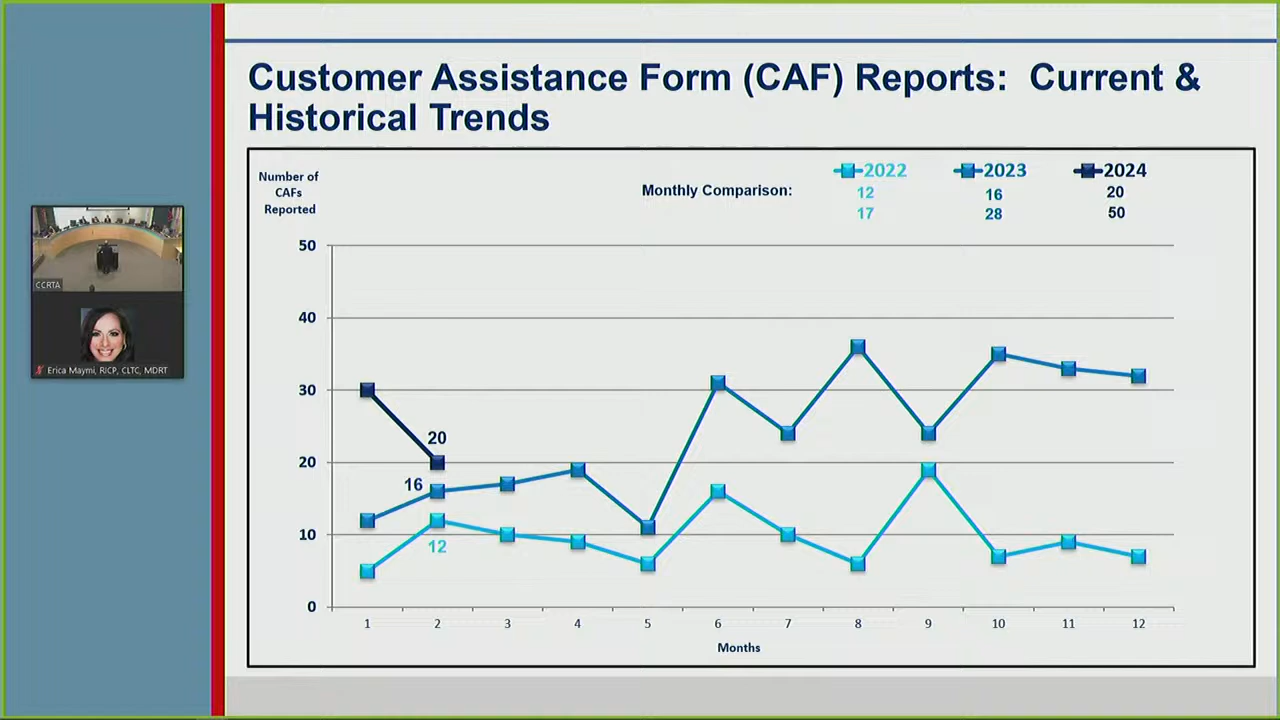 Customer Assistance Form (CAF) Reports: Current &
Historical Trends
Number of
CAFs
Reported
Monthly Comparison:
2022 2023 2024
12 16 20
17 28 50
50
40
30
20
10
0
20
16
12
1 2 3 4 5 6 7 8 9 10 11 12
Months
CCRTA
Erica Maymi, RICP, CLTC, MDRT